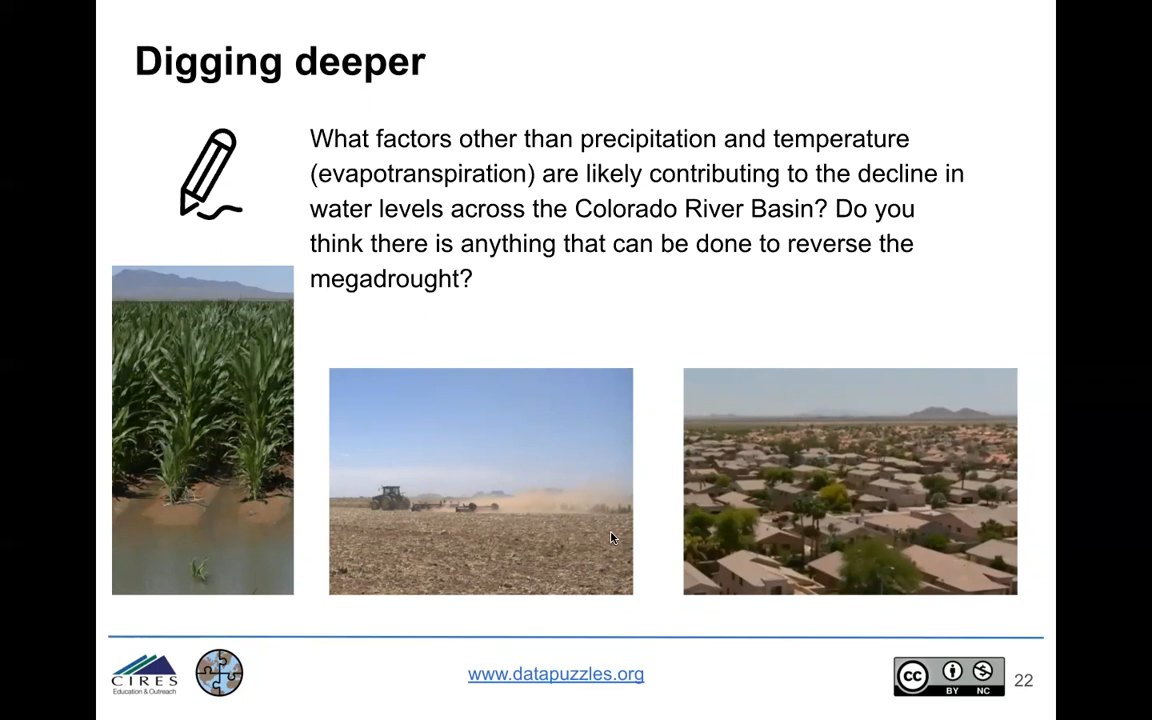 Digging deeper
What factors other than precipitation and temperature
(evapotranspiration) are likely contributing to the decline in
water levels across the Colorado River Basin? Do you
think there is anything that can be done to reverse the
megadrought?
CIRES
Education & Outreach
www.datapuzzles.org
cc
BY NC
22